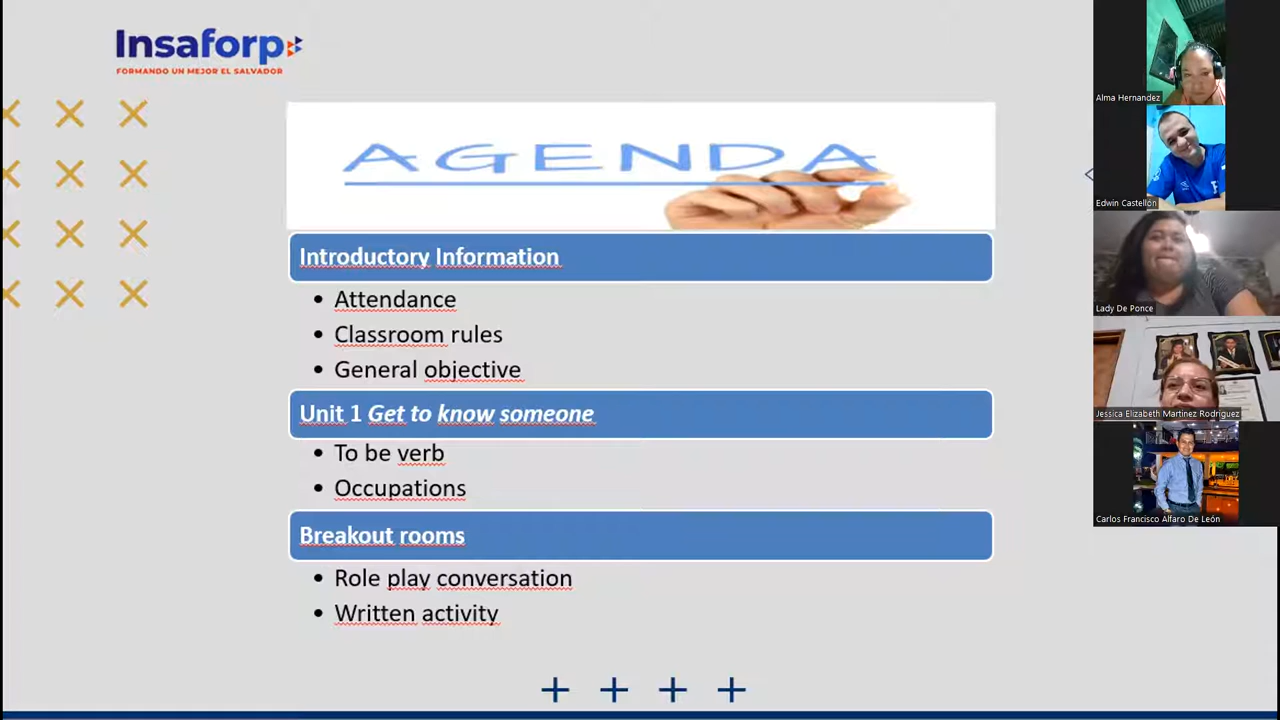 Insaforp
FORMANDO UN MEJOR EL SALVADOR
AGENDA
Introductory Information
• Attendance
• Classroom rules
• General objective
Unit 1 Get to know someone
• To be verb
• Occupations
Breakout rooms
• Role play conversation
• Written activity
Alma Hernandez
Edwin Castellón
Lady De Ponce
Jessica Elizabeth Martinez Rodríguez
Carlos Francisco Alfaro De León